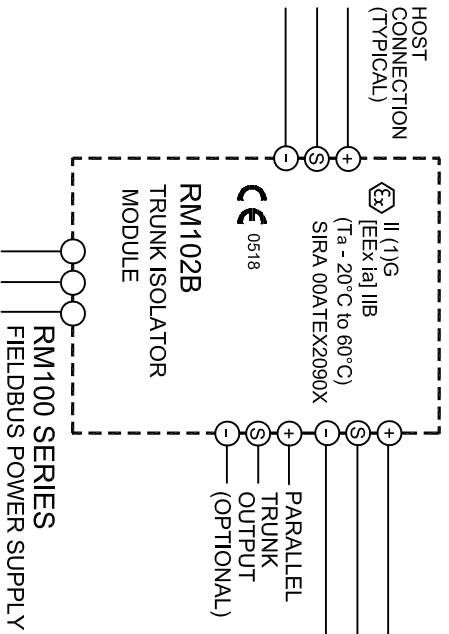 HOST
CONNECTION
(TYPICAL)
+
S
-
II (1)G
[EEx ia] IIB
(Ta - 20°C to 60°C)
SIRA 00ATEX2090X
Ex
CE 0518
RM102B
TRUNK ISOLATOR
MODULE
+
S
-
+
S
-
PARALLEL
TRUNK
OUTPUT
(OPTIONAL)
RM100 SERIES
FIELDBUS POWER SUPPLY